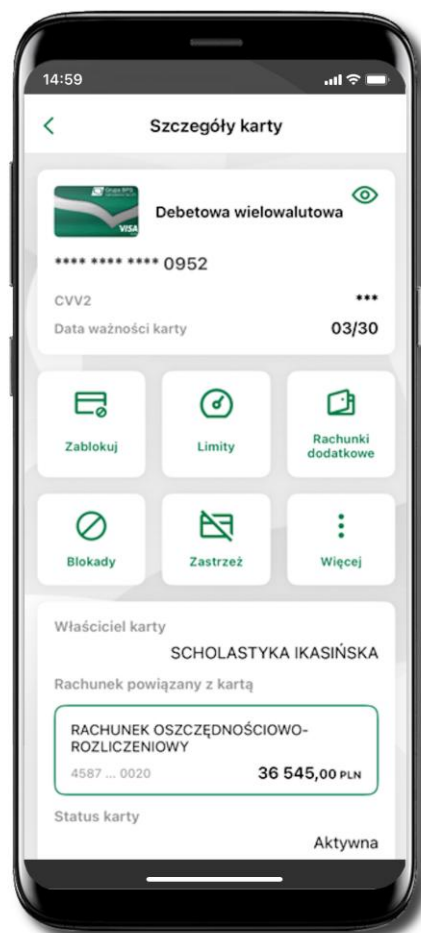 14:59
Szczegóły karty
Grupa BPS
VISA
Debetowa wielowalutowa
**** **** **** 0952
CVV2 ***
Data ważności karty 03/30
Zablokuj
Limity
Rachunki
dodatkowe
Blokady
Zastrzeż
Więcej
Właściciel karty
SCHOLASTYKA IKASIŃSKA
Rachunek powiązany z kartą
RACHUNEK OSZCZĘDNOŚCIOWO-
ROZLICZENIOWY
4587 ... 0020 36 545,00 PLN
Status karty
Aktywna